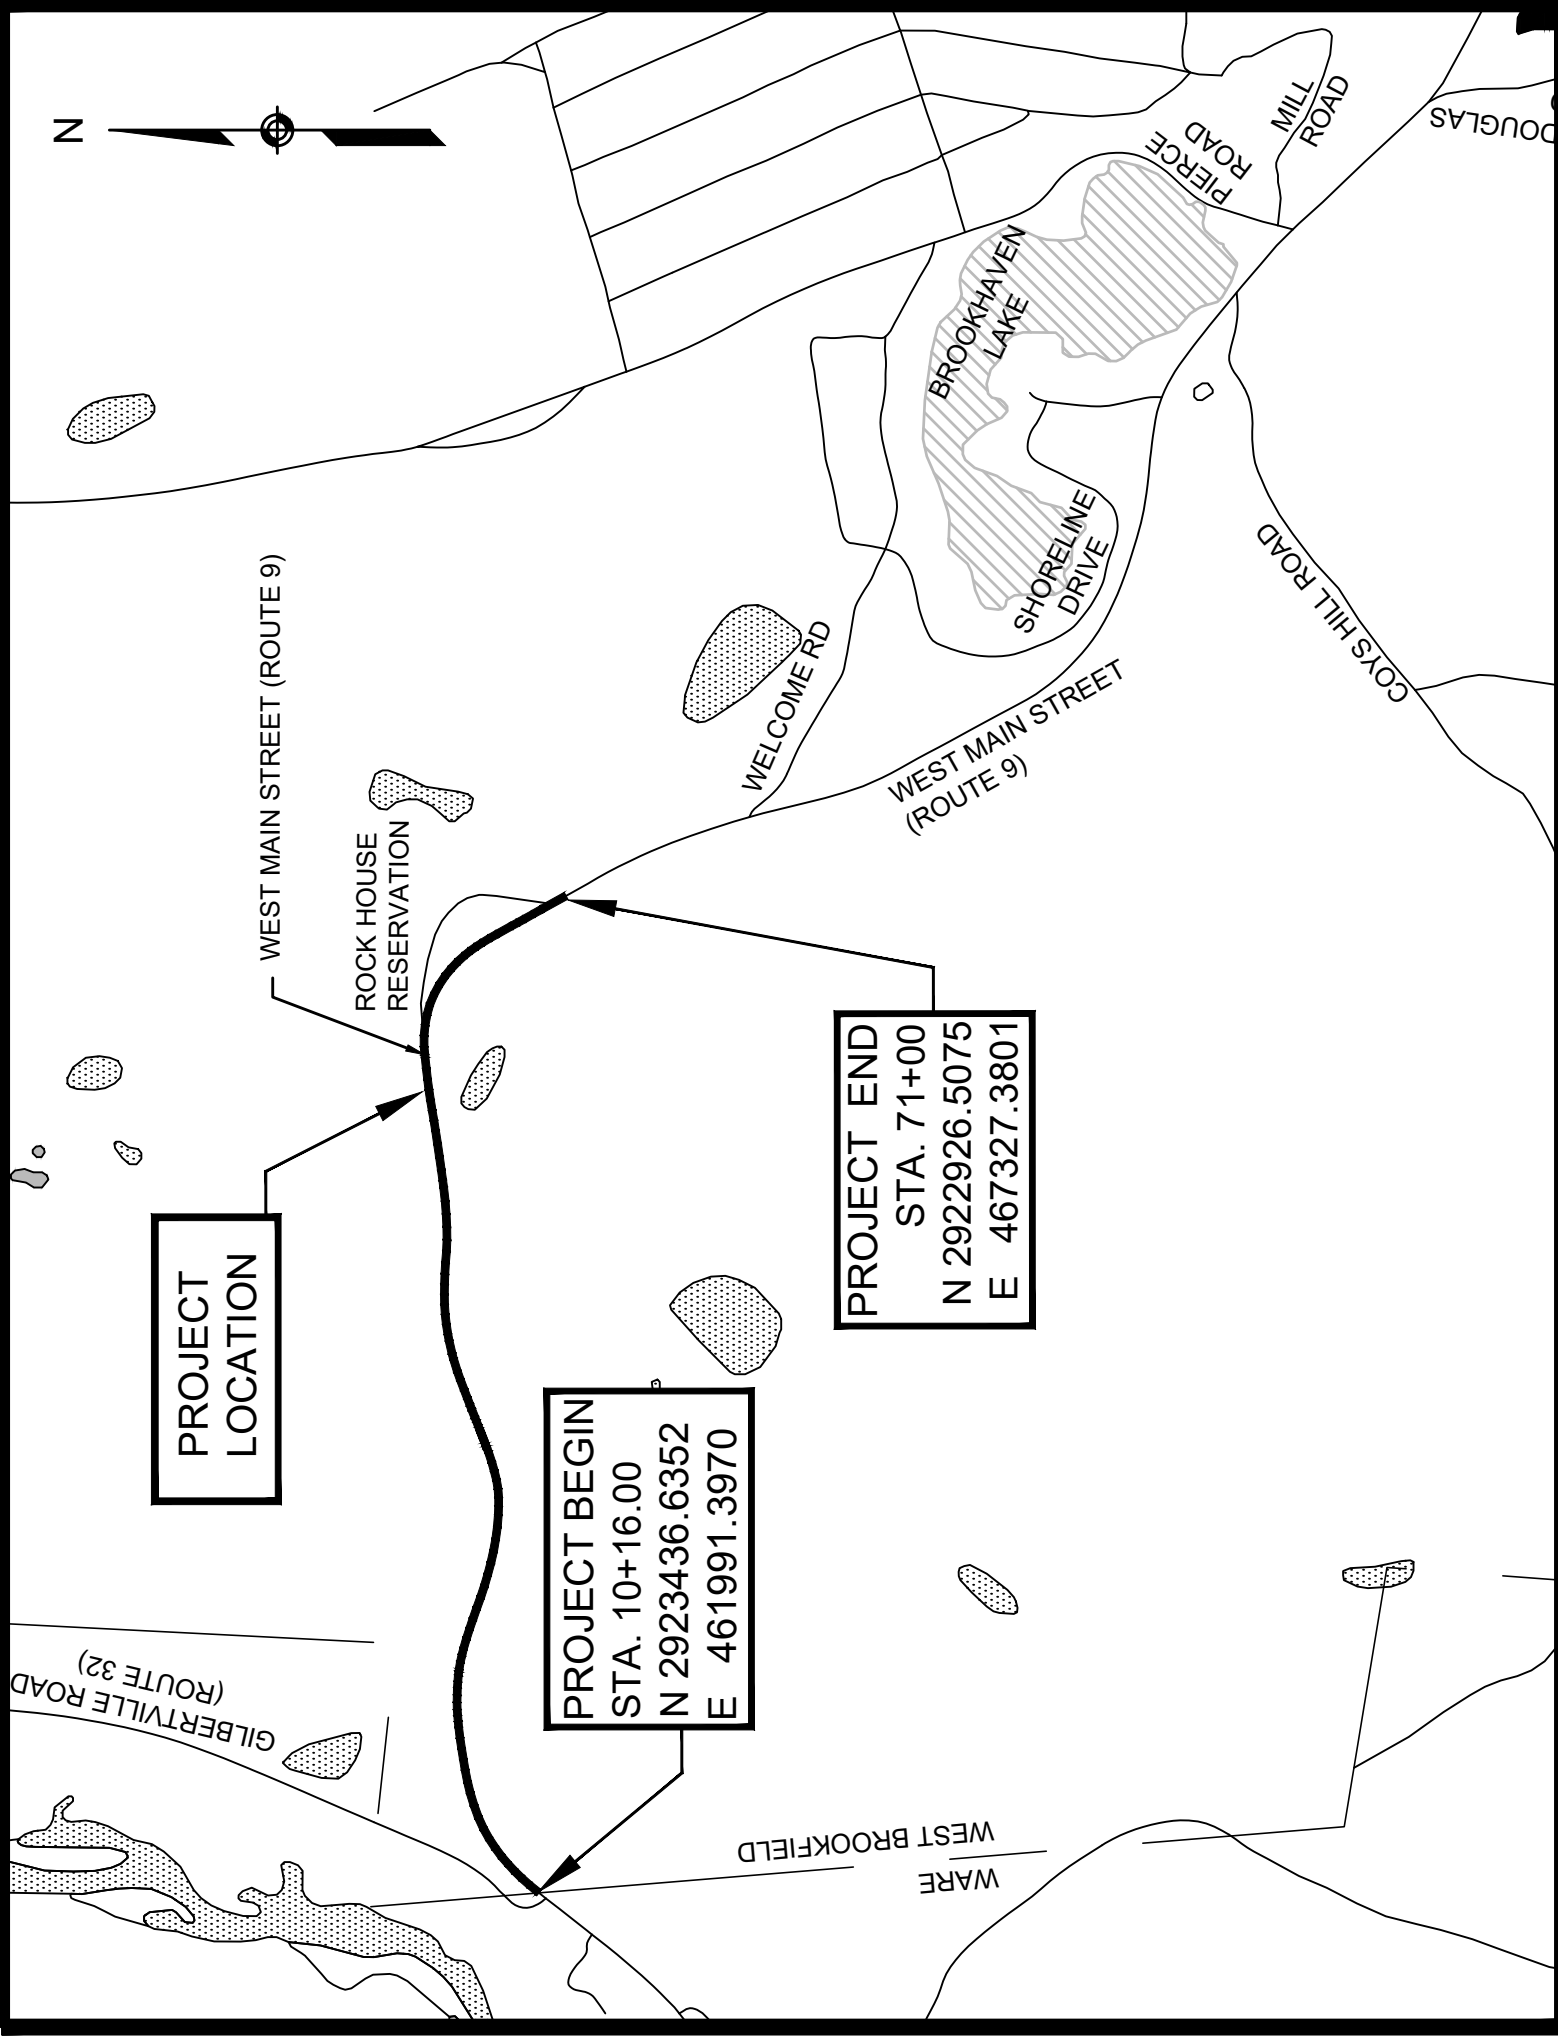 N
GILBERTVILLE ROAD
(ROUTE 32)
PROJECT
LOCATION
WEST MAIN STREET (ROUTE 9)
ROCK HOUSE
RESERVATION
PROJECT BEGIN
STA. 10+16.00
N 2923436.6352
E 461991.3970
PROJECT END
STA. 71+00
N 2922926.5075
E 467327.3801
WEST BROOKFIELD
WARE
WELCOME RD
WEST MAIN STREET
(ROUTE 9)
SHORELINE
DRIVE
BROOKHAVEN
LAKE
PIERCE
ROAD
MILL
ROAD
COYS HILL ROAD
DOUGLAS